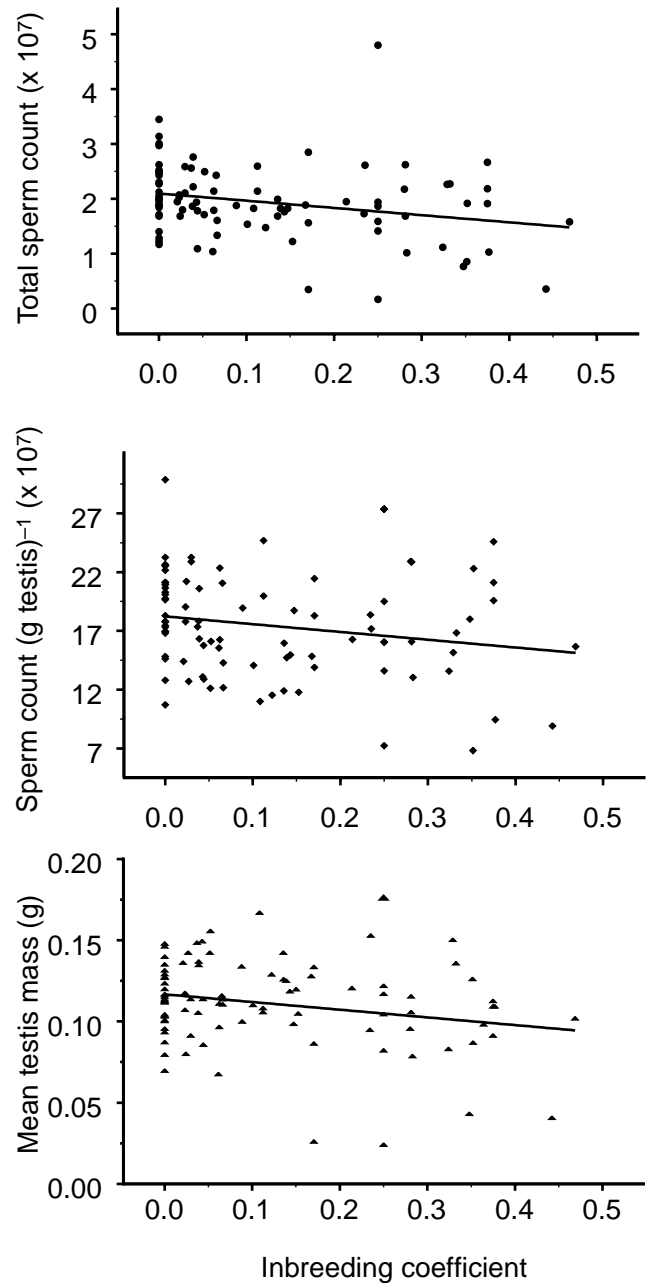 Total sperm count (x 10⁷)
5
4
3
2
1
0
0.0 0.1 0.2 0.3 0.4 0.5
Sperm count (g testis)⁻¹ (x 10⁷)
27
22
17
12
7
0.0 0.1 0.2 0.3 0.4 0.5
Mean testis mass (g)
0.20
0.15
0.10
0.05
0.00
0.0 0.1 0.2 0.3 0.4 0.5
Inbreeding coefficient